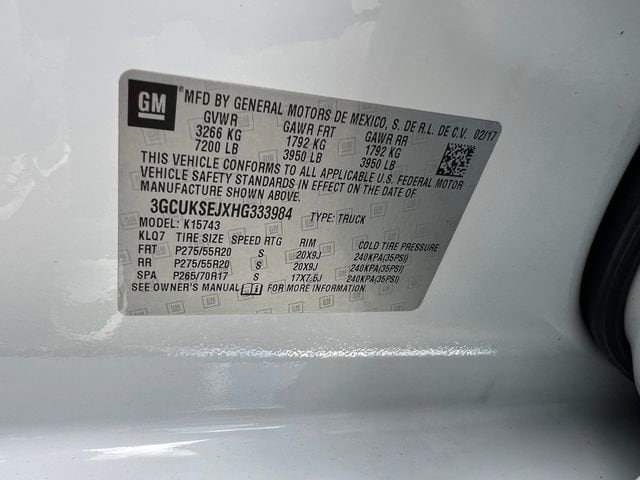 GM
®MFD BY GENERAL MOTORS DE MEXICO, S. DE R.L. DE C.V. 02/17
GVWR GAWR FRT GAWR RR
3266 KG 1792 KG 1792 KG
7200 LB 3950 LB 3950 LB
THIS VEHICLE CONFORMS TO ALL APPLICABLE U.S. FEDERAL MOTOR
VEHICLE SAFETY STANDARDS IN EFFECT ON THE DATE OF
MANUFACTURE SHOWN ABOVE.
3GCUKSEJXHG333984 TYPE: TRUCK
MODEL: K15743
KLQ7 TIRE SIZE SPEED RTG RIM COLD TIRE PRESSURE
FRT P275/55R20 S 20X9J 240KPA(35PSI)
RR P275/55R20 S 20X9J 240KPA(35PSI)
SPA P265/70R17 S 17X7.5J 240KPA(35PSI)
SEE OWNER'S MANUAL FOR MORE INFORMATION.